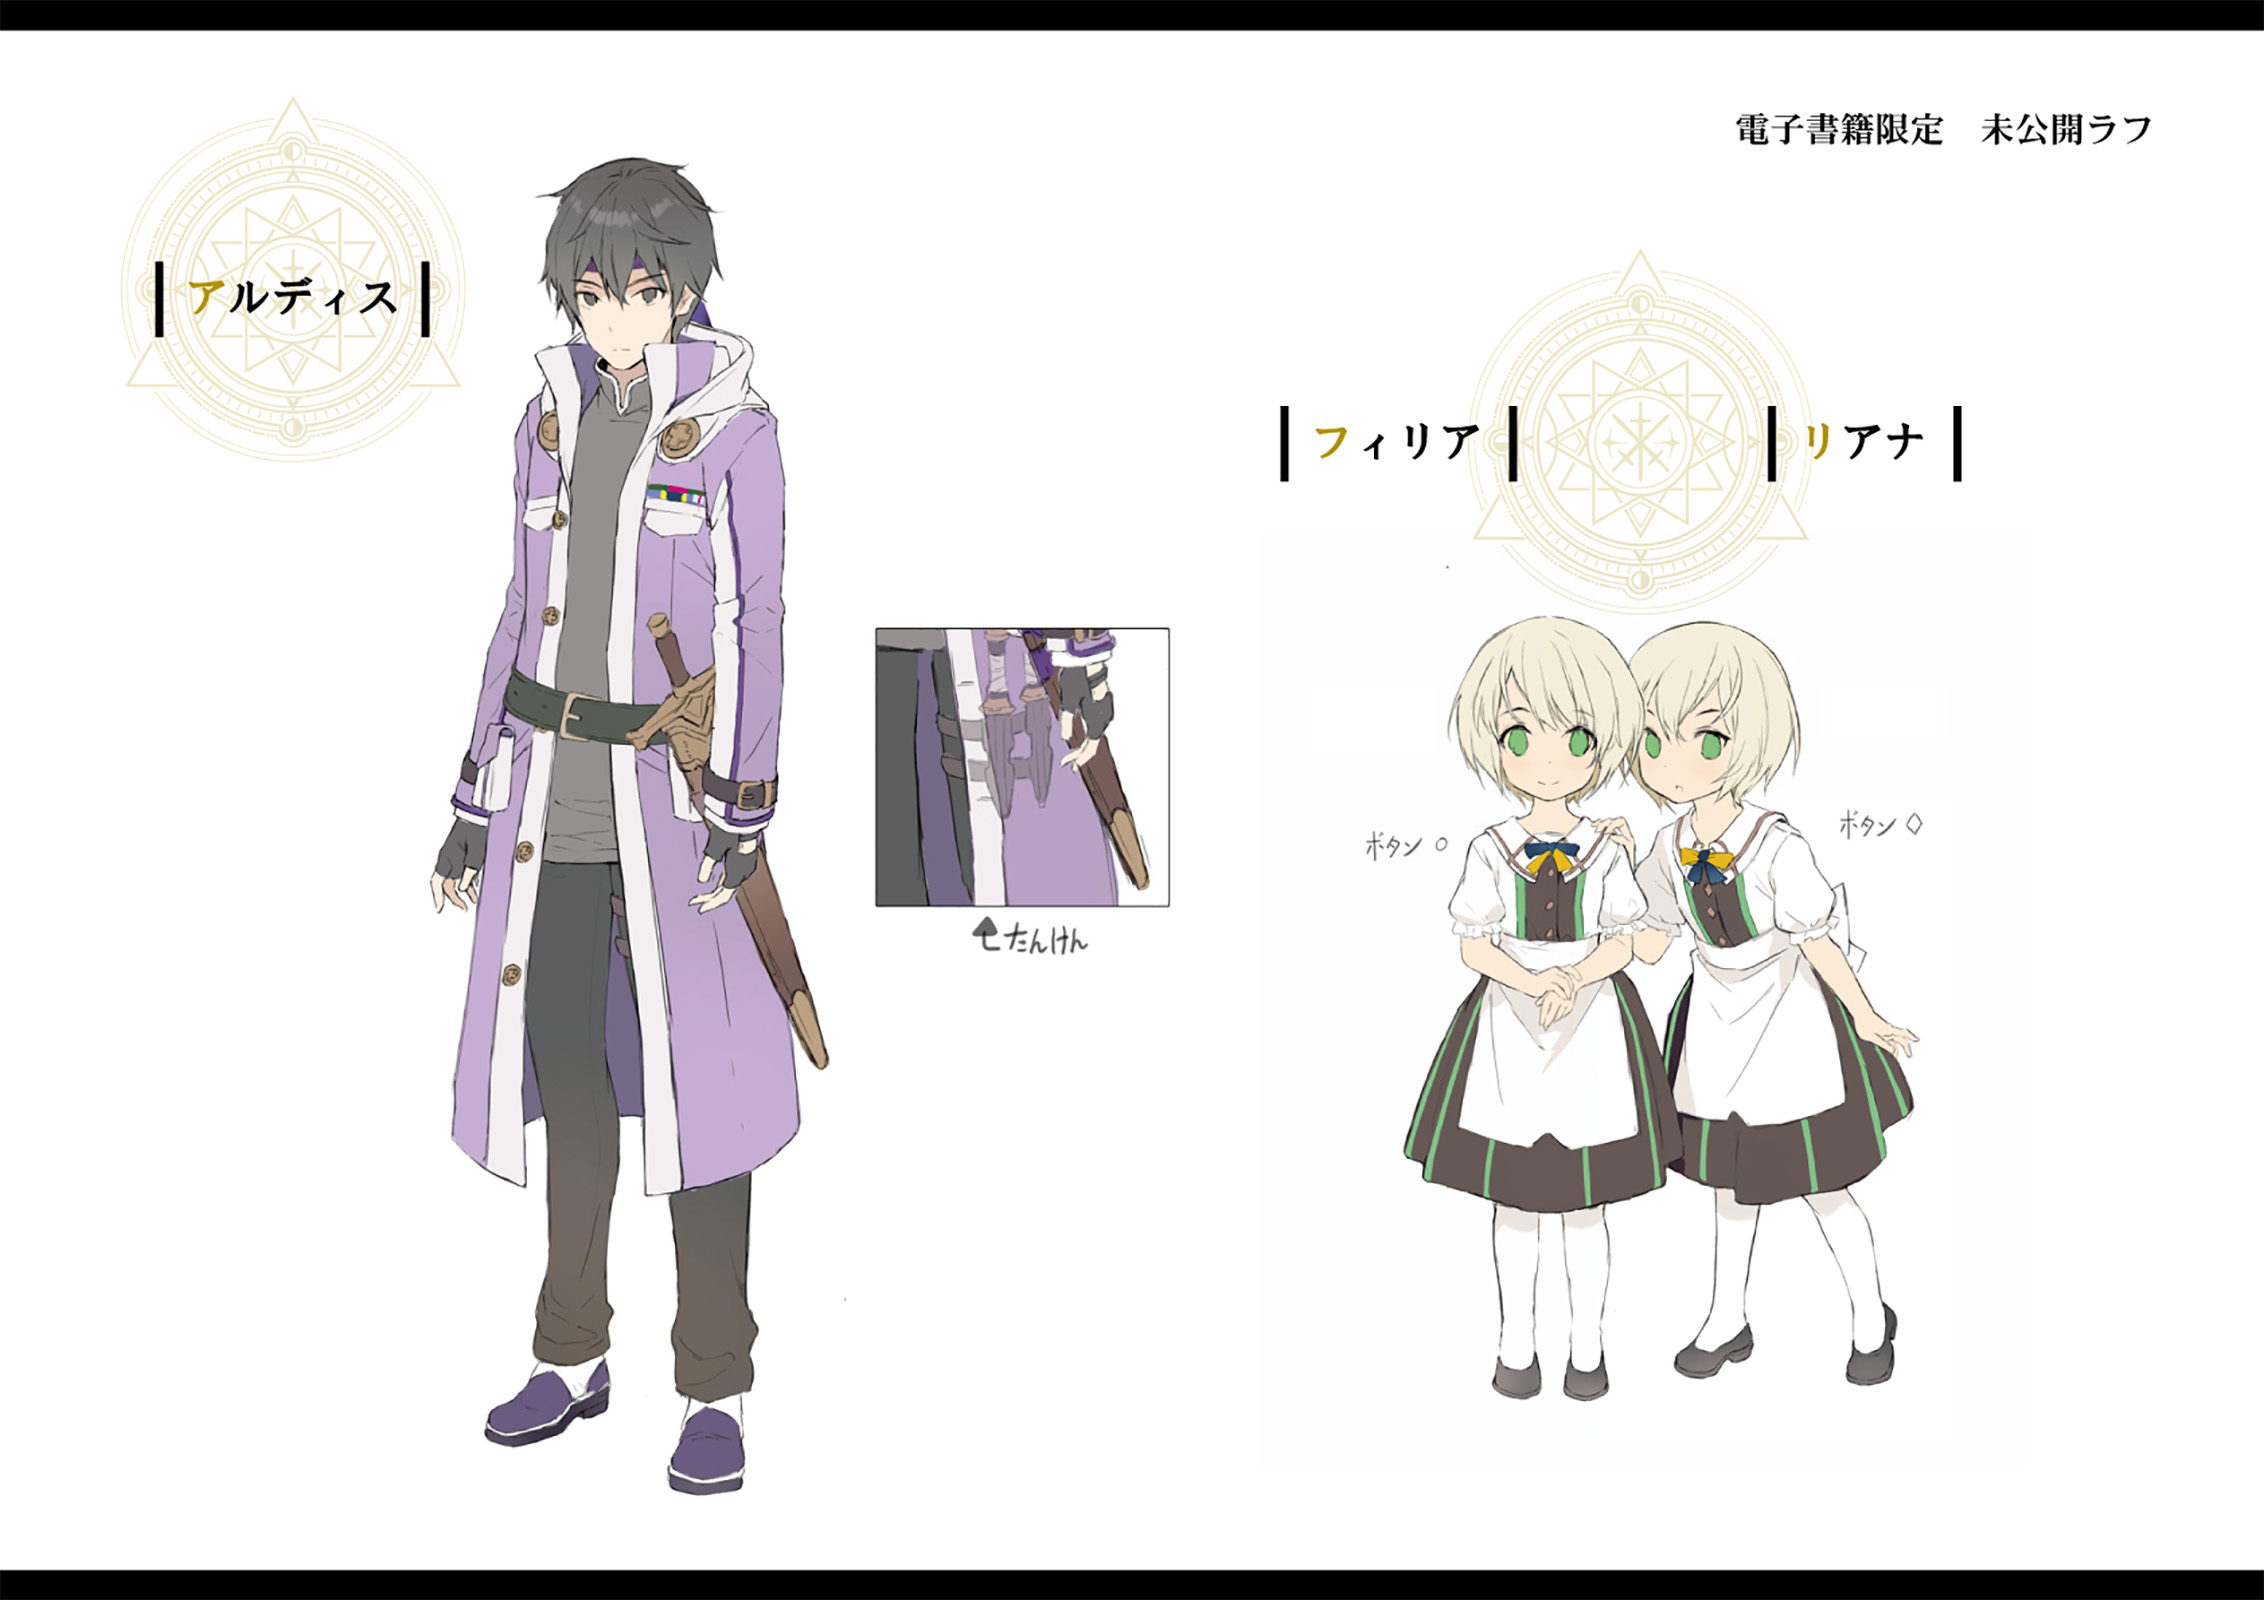 電子書籍限定　未公開ラフ
アルディス
たんけん
フィリア
リアナ
ボタン ○
ボタン ◇